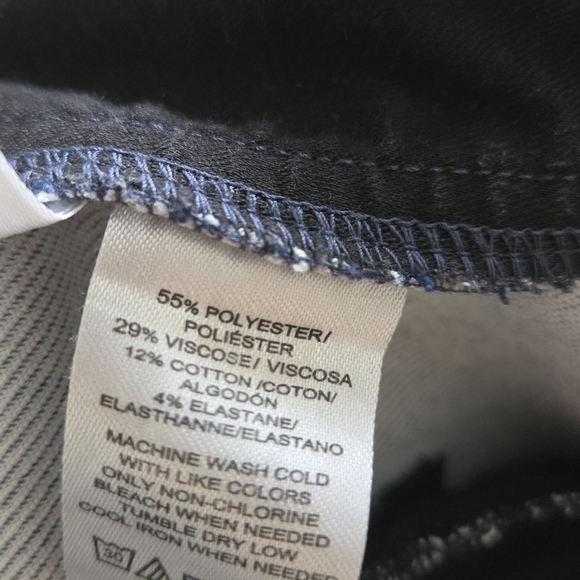 55% POLYESTER/
POLIÉSTER
29% VISCOSE/ VISCOSA
12% COTTON /COTON/
ALGODÓN
4% ELASTANE/
ELASTHANNE/ELASTANO
MACHINE WASH COLD
WITH LIKE COLORS
ONLY NON-CHLORINE
BLEACH WHEN NEEDED
TUMBLE DRY LOW
COOL IRON WHEN NEEDED
30